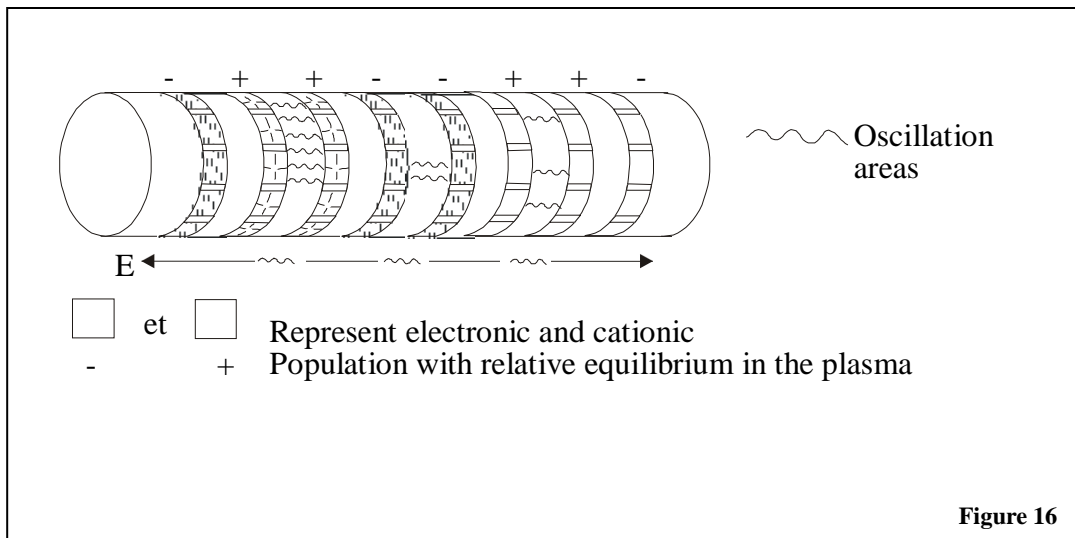 - + + - - + + -
Oscillation
areas
E
et
Represent electronic and cationic
- + Population with relative equilibrium in the plasma
Figure 16